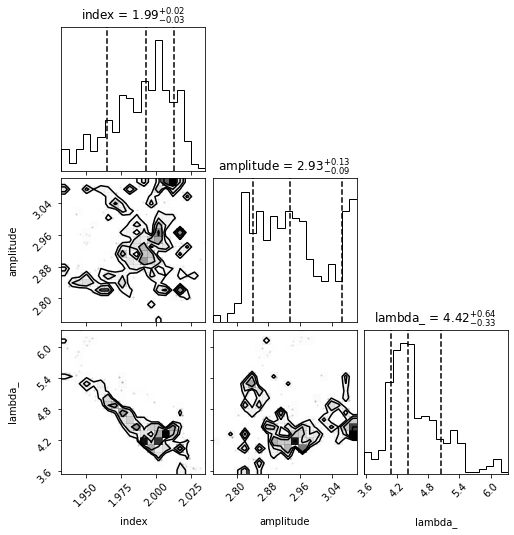 index = 1.99+0.02 −0.03
amplitude = 2.93+0.13 −0.09
3.04
2.96
2.88
2.80
amplitude
lambda_ = 4.42+0.64 −0.33
6.0
5.4
4.8
4.2
3.6
lambda_
1.950
1.975
2.000
2.025
index
2.80
2.88
2.96
3.04
amplitude
3.6
4.2
4.8
5.4
6.0
lambda_